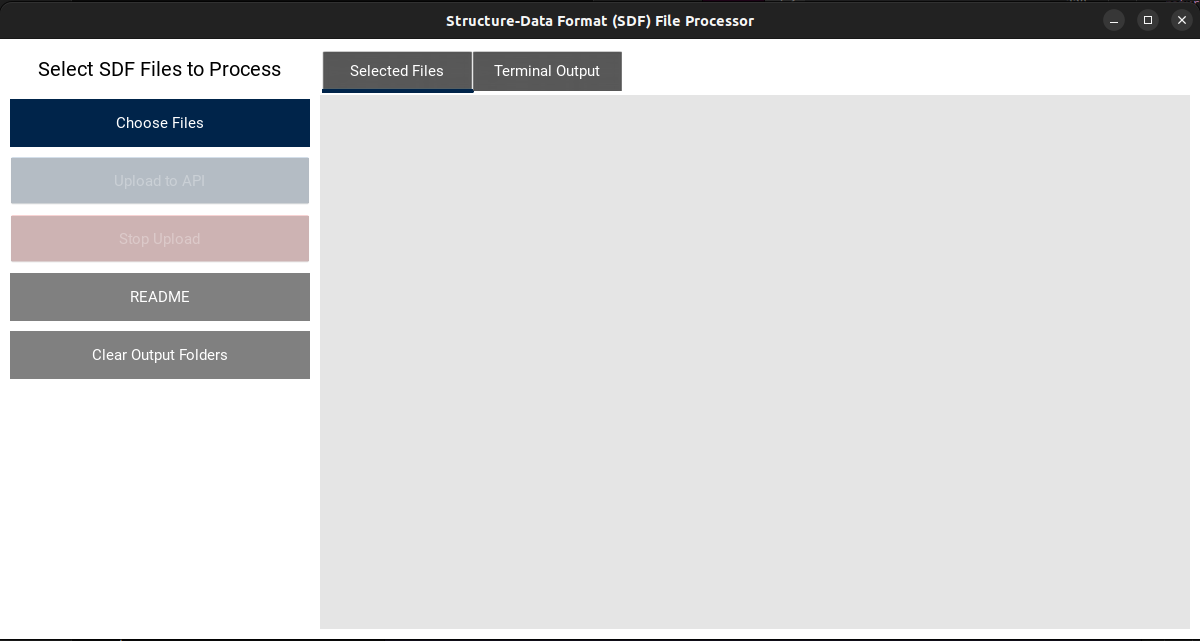 Structure-Data Format (SDF) File Processor
Select SDF Files to Process
Selected Files
Terminal Output
Choose Files
Upload to API
Stop Upload
README
Clear Output Folders